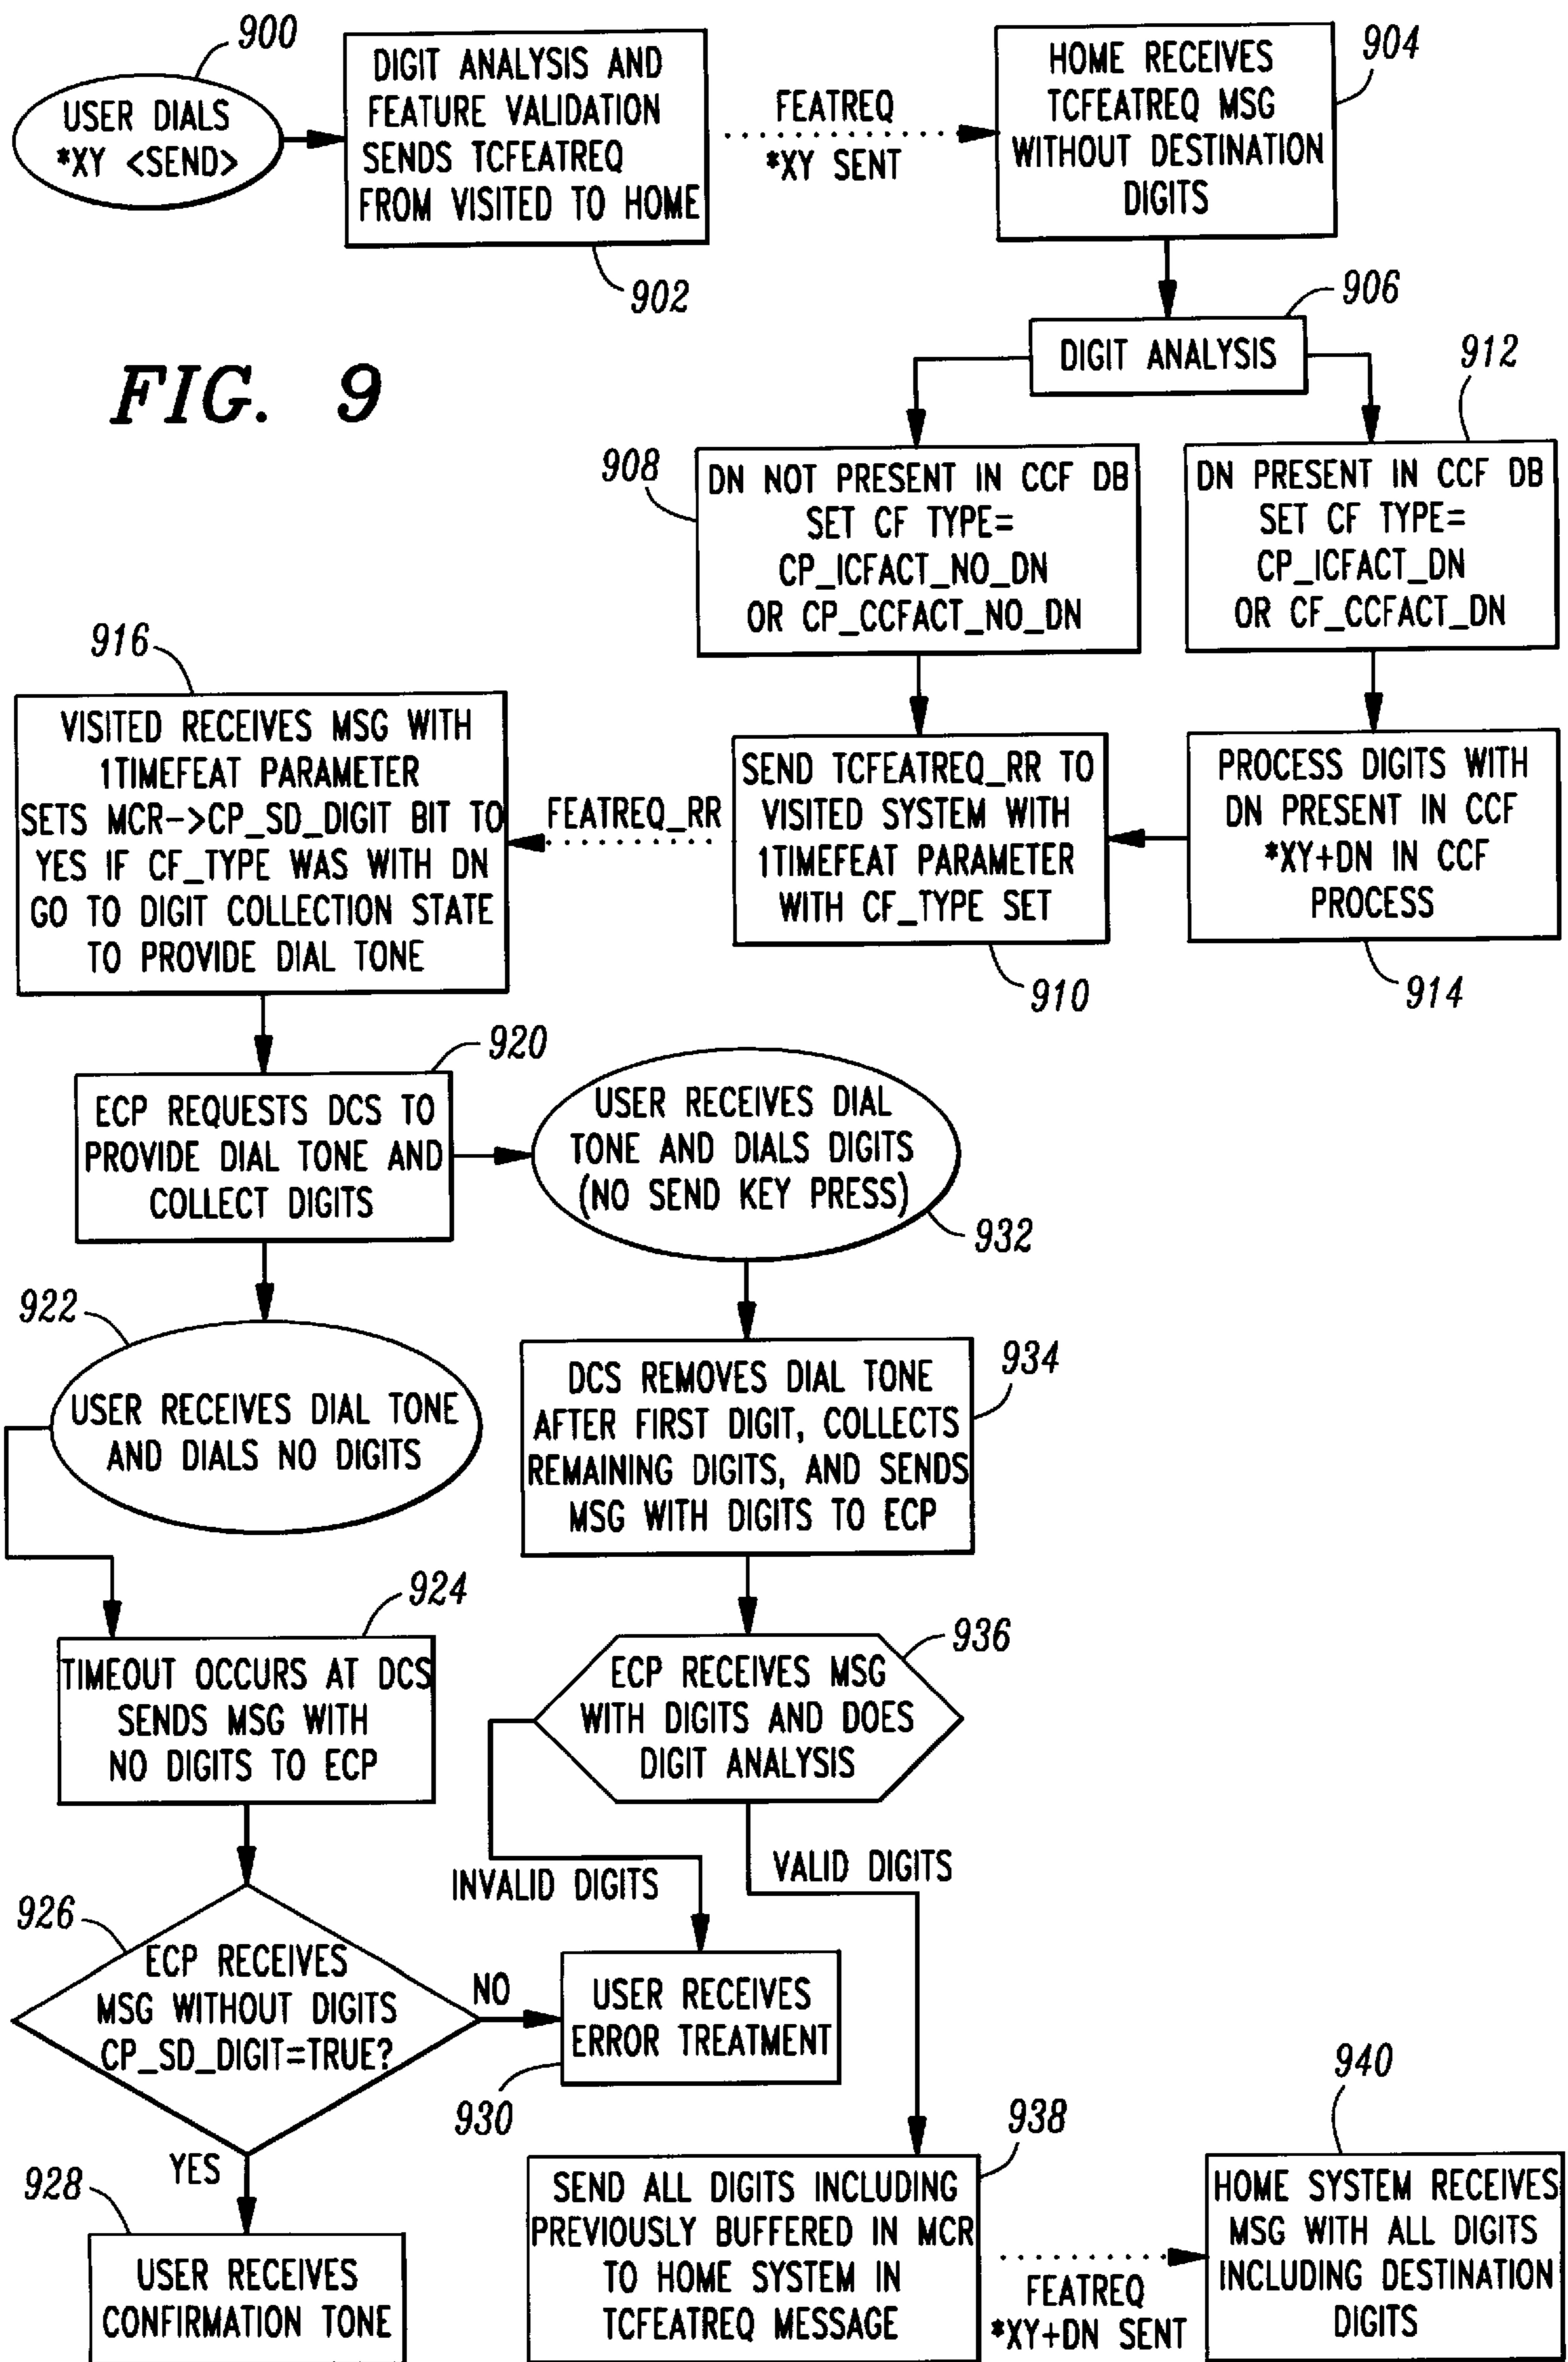 900
USER DIALS
*XY <SEND>
DIGIT ANALYSIS AND
FEATURE VALIDATION
SENDS TCFEATREQ
FROM VISITED TO HOME
902
FEATREQ
*XY SENT
HOME RECEIVES
TCFEATREQ MSG
WITHOUT DESTINATION
DIGITS
904
FIG. 9
906
DIGIT ANALYSIS
908
DN NOT PRESENT IN CCF DB
SET CF TYPE=
CP_ICFACT_NO_DN
OR CP_CCFACT_NO_DN
912
DN PRESENT IN CCF DB
SET CF TYPE=
CP_ICFACT_DN
OR CF_CCFACT_DN
916
VISITED RECEIVES MSG WITH
1TIMEFEAT PARAMETER
SETS MCR->CP_SD_DIGIT BIT TO
YES IF CF_TYPE WAS WITH DN
GO TO DIGIT COLLECTION STATE
TO PROVIDE DIAL TONE
FEATREQ_RR
SEND TCFEATREQ_RR TO
VISITED SYSTEM WITH
1TIMEFEAT PARAMETER
WITH CF_TYPE SET
910
PROCESS DIGITS WITH
DN PRESENT IN CCF
*XY+DN IN CCF
PROCESS
914
920
ECP REQUESTS DCS TO
PROVIDE DIAL TONE AND
COLLECT DIGITS
USER RECEIVES DIAL
TONE AND DIALS DIGITS
(NO SEND KEY PRESS)
932
922
USER RECEIVES DIAL TONE
AND DIALS NO DIGITS
DCS REMOVES DIAL TONE
AFTER FIRST DIGIT, COLLECTS
REMAINING DIGITS, AND SENDS
MSG WITH DIGITS TO ECP
934
924
TIMEOUT OCCURS AT DCS
SENDS MSG WITH
NO DIGITS TO ECP
936
ECP RECEIVES MSG
WITH DIGITS AND DOES
DIGIT ANALYSIS
INVALID DIGITS
VALID DIGITS
926
ECP RECEIVES
MSG WITHOUT DIGITS
CP_SD_DIGIT=TRUE?
NO
YES
USER RECEIVES
ERROR TREATMENT
930
928
USER RECEIVES
CONFIRMATION TONE
938
SEND ALL DIGITS INCLUDING
PREVIOUSLY BUFFERED IN MCR
TO HOME SYSTEM IN
TCFEATREQ MESSAGE
FEATREQ
*XY+DN SENT
940
HOME SYSTEM RECEIVES
MSG WITH ALL DIGITS
INCLUDING DESTINATION
DIGITS